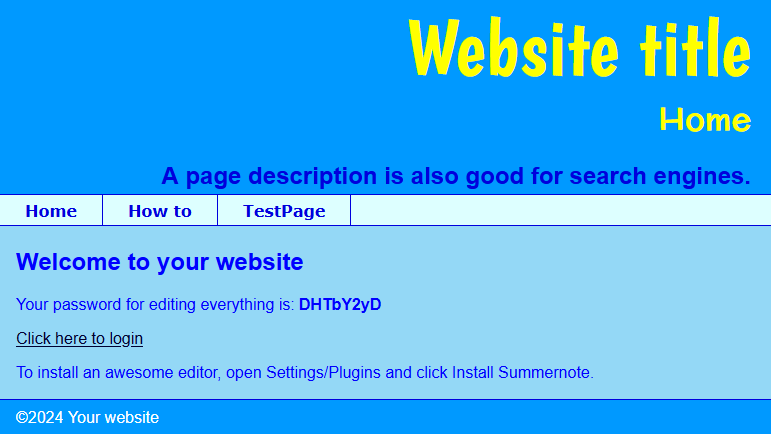 Website title
Home
A page description is also good for search engines.
Home How to TestPage
Welcome to your website
Your password for editing everything is: DHTbY2yD
Click here to login
To install an awesome editor, open Settings/Plugins and click Install Summernote.
©2024 Your website